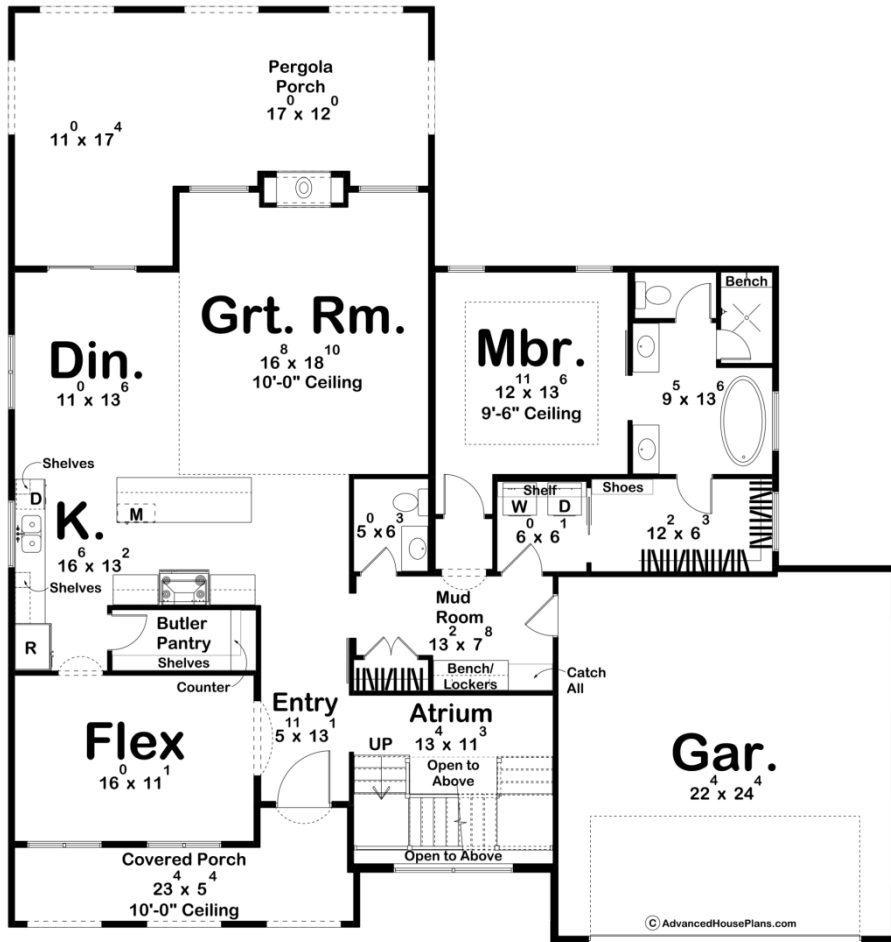 Pergola
Porch
17⁰ x 12⁰
11⁰ x 17⁴
Grt. Rm.
16⁸ x 18¹⁰
10'-0" Ceiling
Din.
11⁰ x 13⁶
Mbr.
12¹¹ x 13⁶
9'-6" Ceiling
Bench
9⁵ x 13⁶
Shelves
D
K.
16⁶ x 13²
M
Shelves
R
5⁰ x 6³
Shelf
W
D
6⁰ x 6¹
Shoes
12² x 6³
Butler
Pantry
Shelves
Counter
Mud
Room
13² x 7⁸
Bench/
Lockers
Catch
All
Flex
16⁰ x 11¹
Entry
5¹¹ x 13¹
Atrium
13⁴ x 11³
UP
Open to
Above
Open to Above
Gar.
22⁴ x 24⁴
Covered Porch
23⁴ x 5⁴
10'-0" Ceiling
© AdvancedHousePlans.com